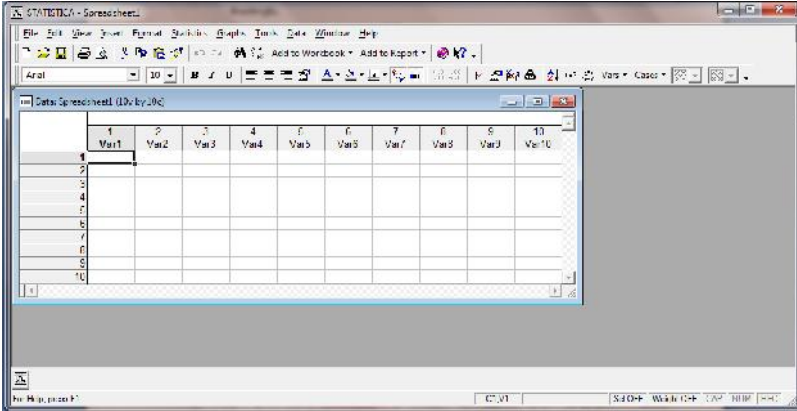 STATISTICA - Spreadsheet1
File Edit View Insert Format Statistics Graphs Tools Data Window Help
Add to Workbook Add to Report
Arial 10 B I U Vars Cases
Data: Spreadsheet1 (10v by 10c)
1 2 3 4 5 6 7 8 9 10
Var1 Var2 Var3 Var4 Var5 Var6 Var7 Var8 Var9 Var10
1
2
3
4
5
6
7
8
9
10
For Help, press F1 C1,V1 Sel:OFF Weight:OFF CAP NUM REC